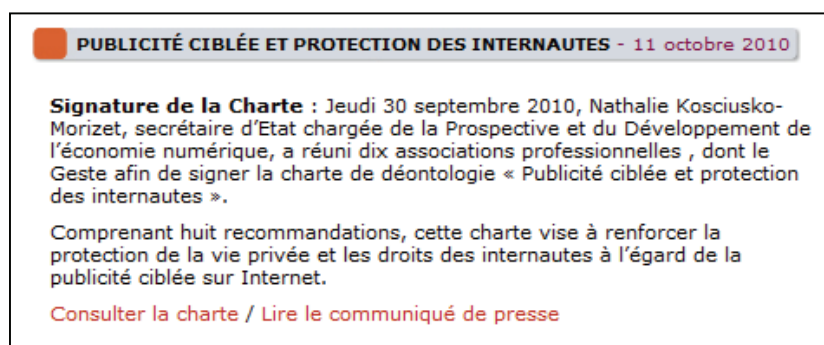 PUBLICITÉ CIBLÉE ET PROTECTION DES INTERNAUTES - 11 octobre 2010
Signature de la Charte : Jeudi 30 septembre 2010, Nathalie Kosciusko-
Morizet, secrétaire d’Etat chargée de la Prospective et du Développement de
l’économie numérique, a réuni dix associations professionnelles , dont le
Geste afin de signer la charte de déontologie « Publicité ciblée et protection
des internautes ».
Comprenant huit recommandations, cette charte vise à renforcer la
protection de la vie privée et les droits des internautes à l’égard de la
publicité ciblée sur Internet.
Consulter la charte / Lire le communiqué de presse